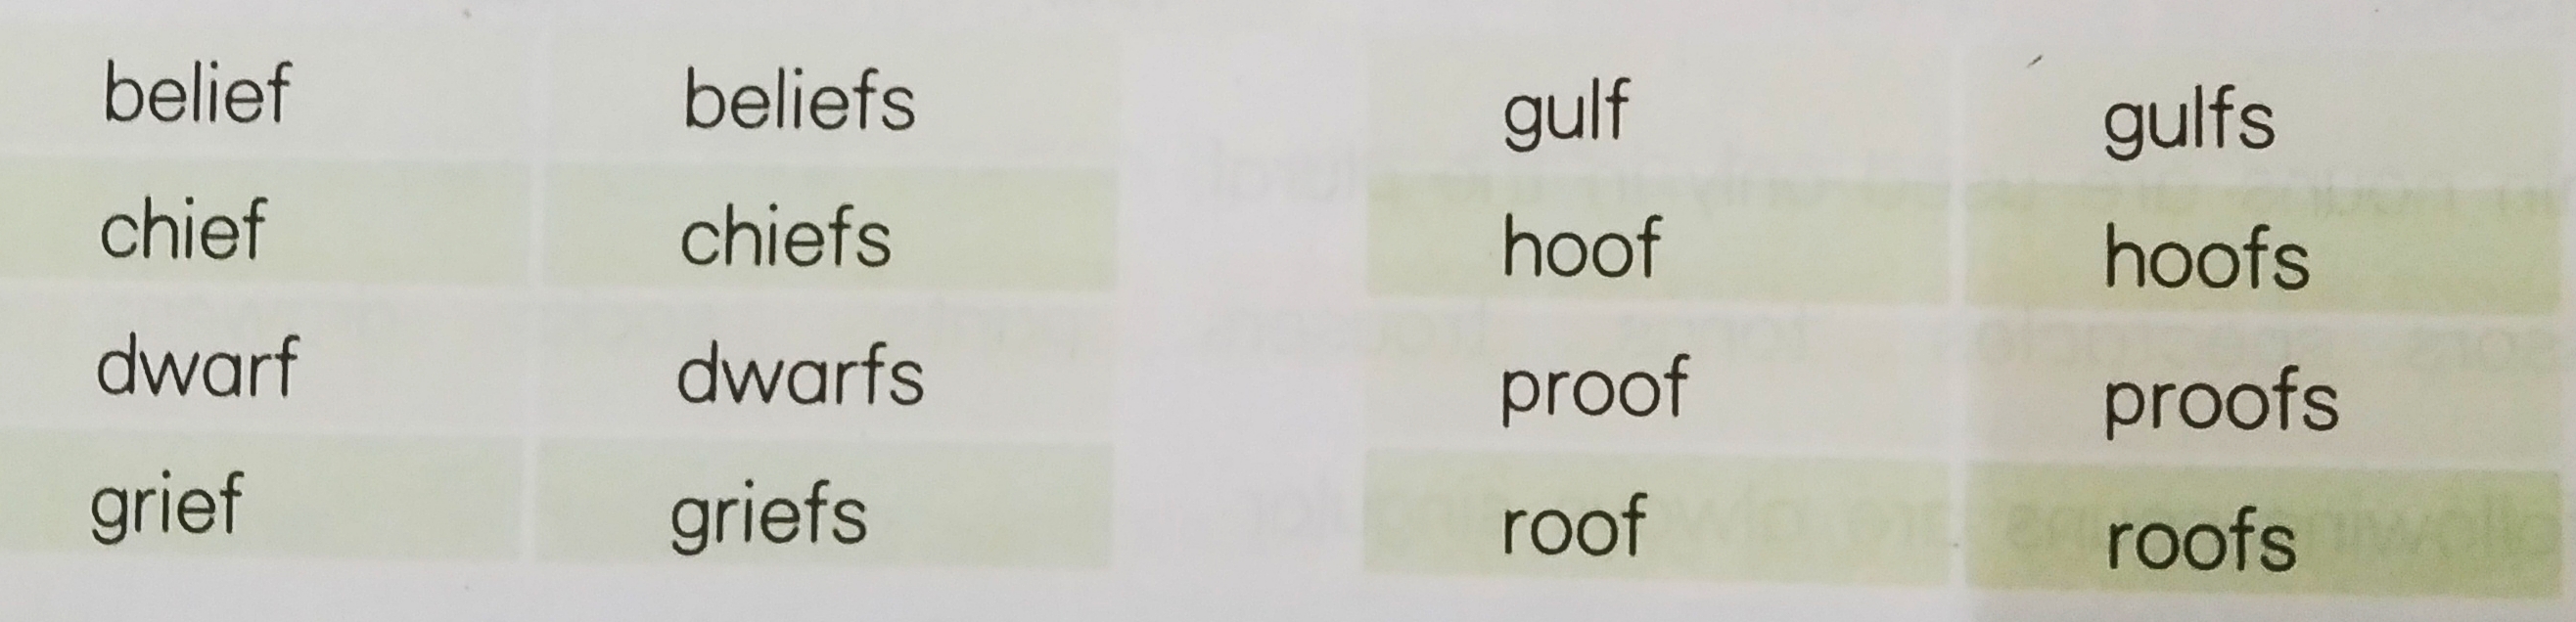 belief beliefs gulf gulfs
chief chiefs hoof hoofs
dwarf dwarfs proof proofs
grief griefs roof roofs